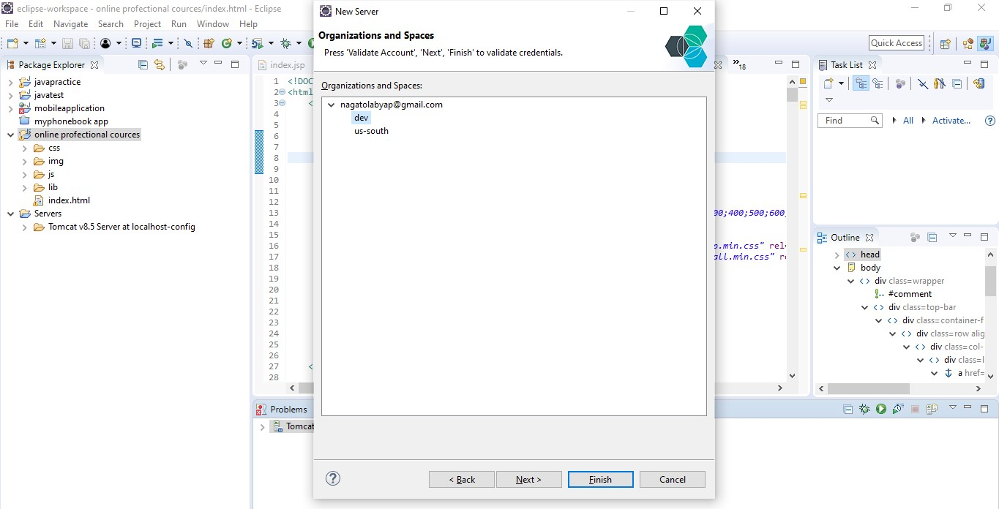 eclipse-workspace - online profectional cources/index.html - Eclipse
File Edit Navigate Search Project Run Window Help
Quick Access
Package Explorer
javapractice
javatest
mobileapplication
myphonebook app
online profectional cources
css
img
js
lib
index.html
Servers
Tomcat v8.5 Server at localhost-config
index.jsp
18
1 <!DOC
2 <html
3 <
4
5
6
7
8
9
10
11
12
13 00;400;500;600
14
15
16 p.min.css" rel=
17 all.min.css" re
18
19
20
21
22
23
24
25
26
27 <
28
New Server
Organizations and Spaces
Press 'Validate Account', 'Next', 'Finish' to validate credentials.
Organizations and Spaces:
nagatolabyap@gmail.com
dev
us-south
?
< Back Next > Finish Cancel
Task List
Find All Activate... ?
Outline
head
body
div class=wrapper
#comment
div class=top-bar
div class=container-f
div class=row alig
div class=col-
div class=l
a href=
Problems
Tomcat